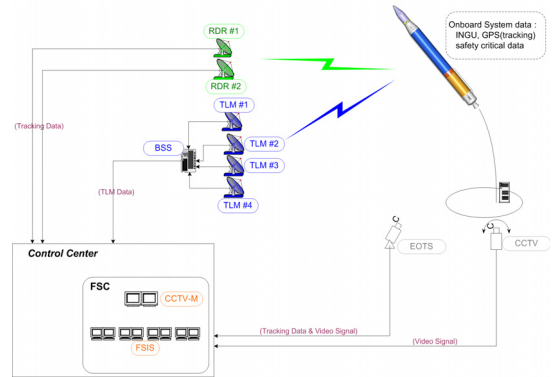 RDR #1
RDR #2
TLM #1
TLM #2
TLM #3
TLM #4
BSS
Onboard System data :
INGU, GPS(tracking)
safety critical data
(Tracking Data)
(TLM Data)
EOTS
CCTV
Control Center
FSC
CCTV-M
FSIS
(Tracking Data & Video Signal)
(Video Signal)